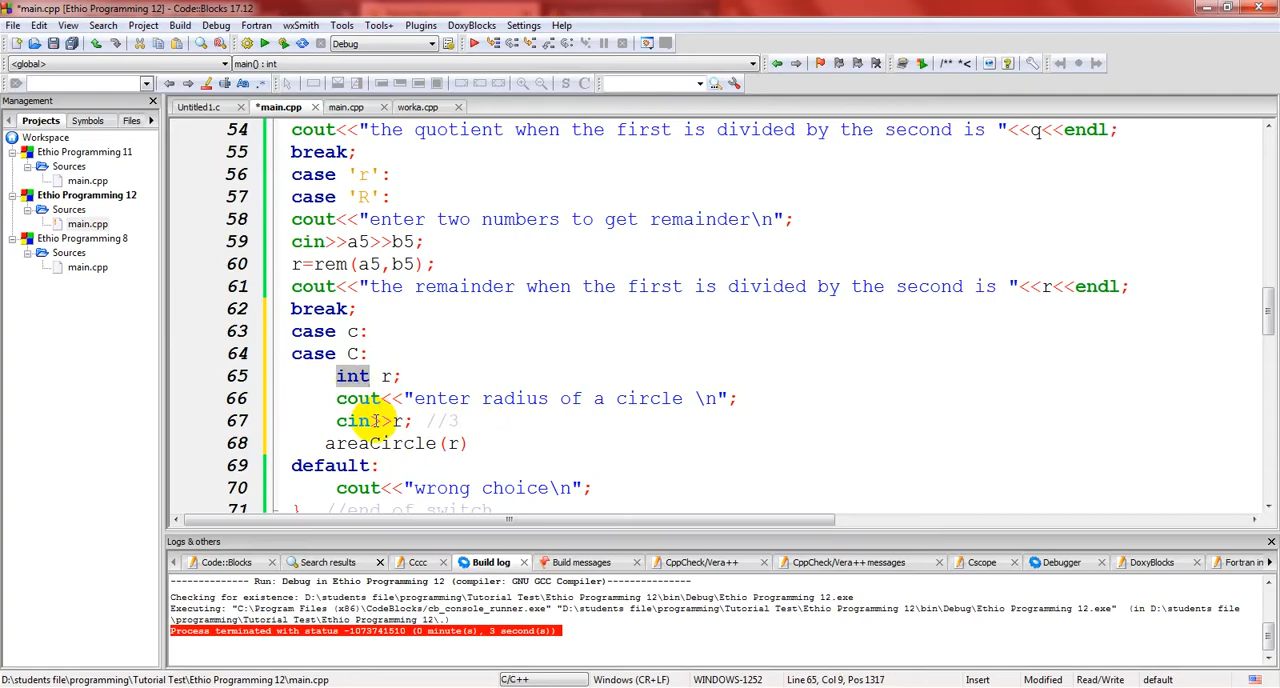 *main.cpp [Ethio Programming 12] - Code::Blocks 17.12
File Edit View Search Project Build Debug Fortran wxSmith Tools Tools+ Plugins DoxyBlocks Settings Help
Debug
<global> main() : int
/** *<
S C
Management
Untitled1.c *main.cpp main.cpp worka.cpp
Projects Symbols Files
Workspace
Ethio Programming 11
Sources
main.cpp
Ethio Programming 12
Sources
main.cpp
Ethio Programming 8
Sources
main.cpp
54 cout<<"the quotient when the first is divided by the second is "<<q<<endl;
55 break;
56 case 'r':
57 case 'R':
58 cout<<"enter two numbers to get remainder\n";
59 cin>>a5>>b5;
60 r=rem(a5,b5);
61 cout<<"the remainder when the first is divided by the second is "<<r<<endl;
62 break;
63 case c:
64 case C:
65 int r;
66 cout<<"enter radius of a circle \n";
67 cin>>r; //3
68 areaCircle(r)
69 default:
70 cout<<"wrong choice\n";
71 } //end of switch
Logs & others
Code::Blocks Search results Cccc Build log Build messages CppCheck/Vera++ CppCheck/Vera++ messages Cscope Debugger DoxyBlocks Fortran in
-------------- Run: Debug in Ethio Programming 12 (compiler: GNU GCC Compiler)---------------
Checking for existence: D:\students file\programming\Tutorial Test\Ethio Programming 12\bin\Debug\Ethio Programming 12.exe
Executing: "C:\Program Files (x86)\CodeBlocks/cb_console_runner.exe" "D:\students file\programming\Tutorial Test\Ethio Programming 12\bin\Debug\Ethio Programming 12.exe" (in D:\students file
\programming\Tutorial Test\Ethio Programming 12\.)
Process terminated with status -1073741510 (0 minute(s), 3 second(s))
D:\students file\programming\Tutorial Test\Ethio Programming 12\main.cpp C/C++ Windows (CR+LF) WINDOWS-1252 Line 65, Col 9, Pos 1317 Insert Modified Read/Write default